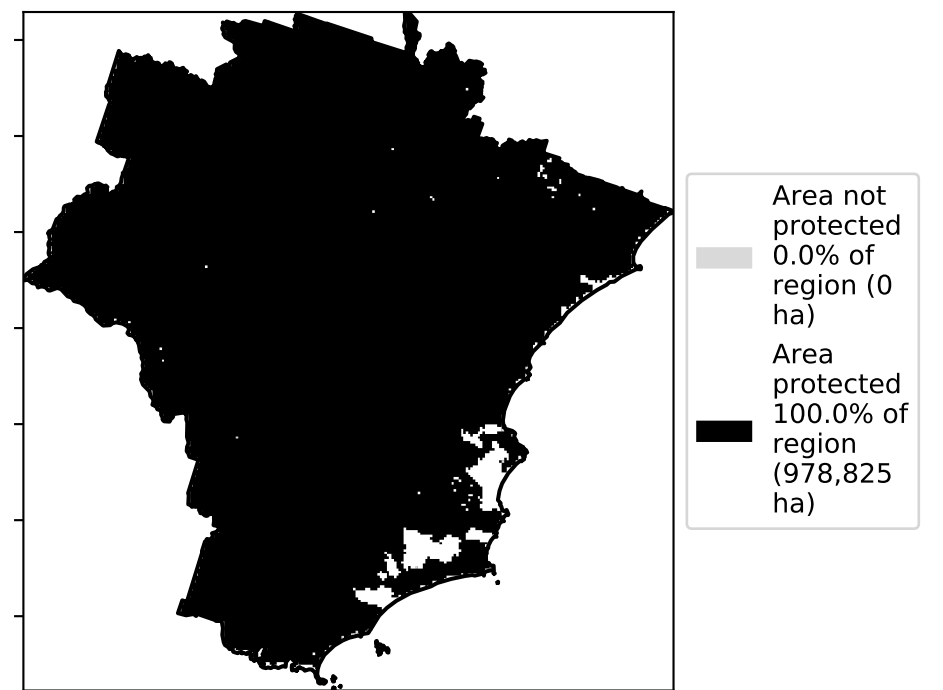 Area not
protected
0.0% of
region (0
ha)
Area
protected
100.0% of
region
(978,825
ha)